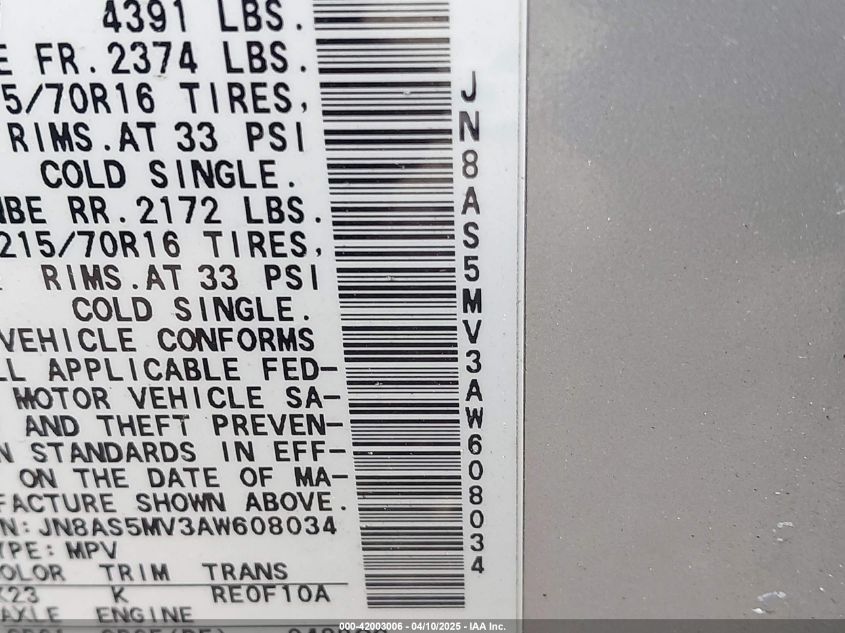 4391 LBS.
FR.2374 LBS.
5/70R16 TIRES,
RIMS.AT 33 PSI
COLD SINGLE.
RR.2172 LBS.
215/70R16 TIRES,
RIMS.AT 33 PSI
COLD SINGLE.
VEHICLE CONFORMS
APPLICABLE FED-
MOTOR VEHICLE SA-
AND THEFT PREVEN-
N STANDARDS IN EFF-
ON THE DATE OF MA-
FACTURE SHOWN ABOVE.
N:JN8AS5MV3AW608034
YPE:MPV
OLOR TRIM TRANS
K23 K RE0F10A
AXLE ENGINE
JN8AS5MV3AW608034
000-42003006 - 04/10/2025 - IAA Inc.